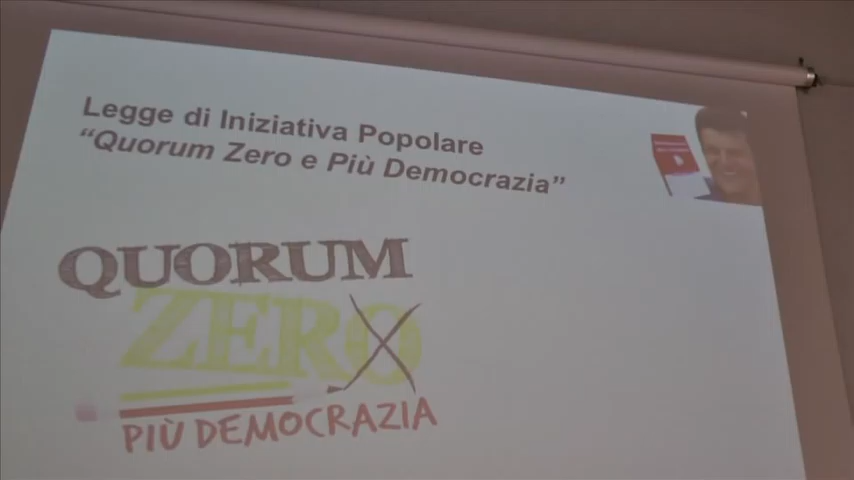 Legge di Iniziativa Popolare
“Quorum Zero e Più Democrazia”
QUORUM
ZERO
PIÙ DEMOCRAZIA